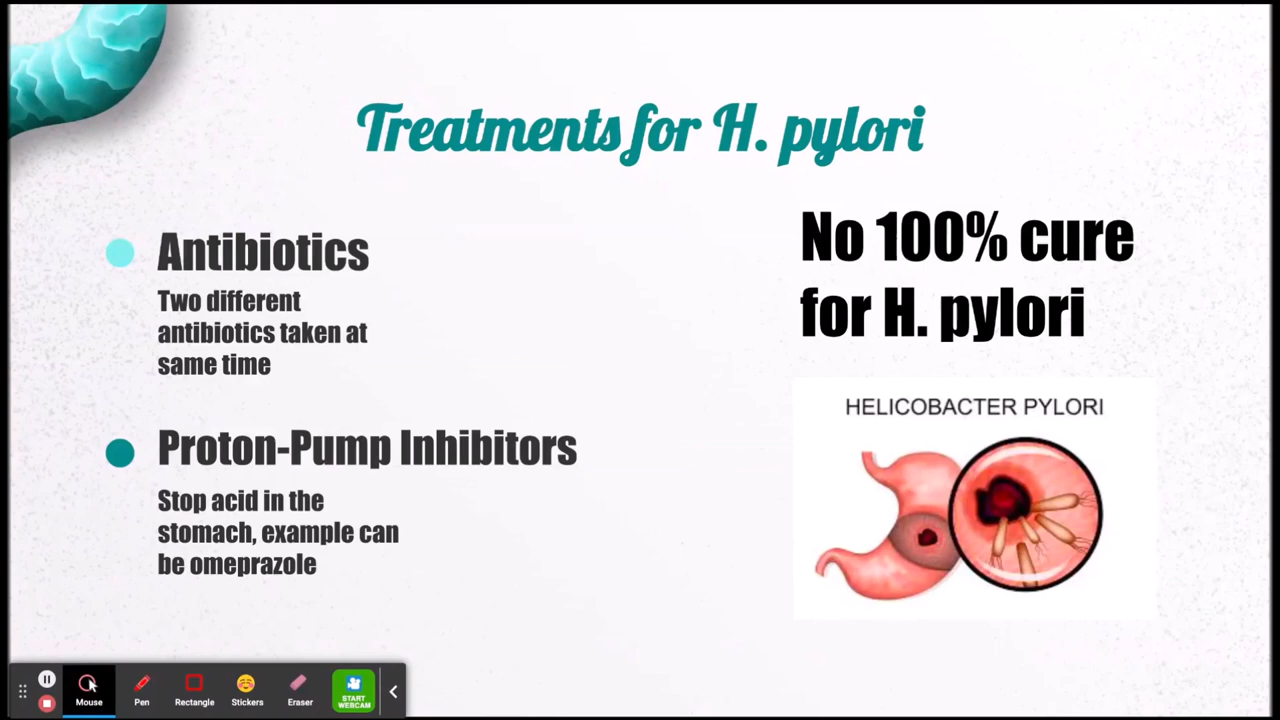 Treatments for H. pylori
Antibiotics
Two different
antibiotics taken at
same time
Proton-Pump Inhibitors
Stop acid in the
stomach, example can
be omeprazole
No 100% cure
for H. pylori
HELICOBACTER PYLORI
Mouse
Pen
Rectangle
Stickers
Eraser
START
WEBCAM